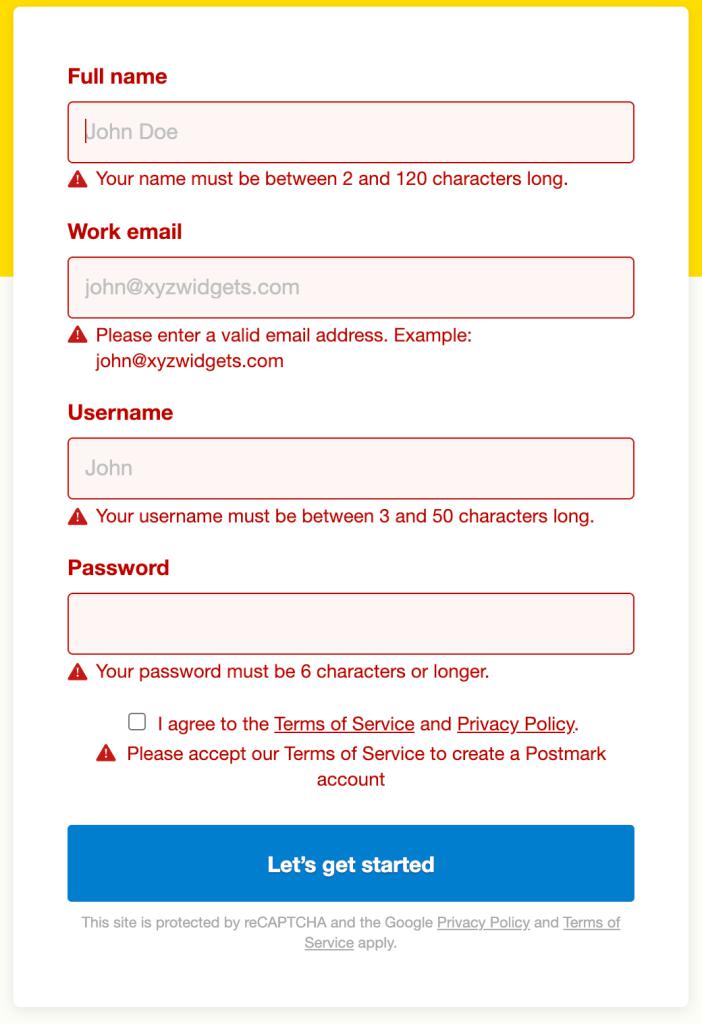 Full name
John Doe
Your name must be between 2 and 120 characters long.
Work email
john@xyzwidgets.com
Please enter a valid email address. Example:
john@xyzwidgets.com
Username
John
Your username must be between 3 and 50 characters long.
Password
Your password must be 6 characters or longer.
I agree to the Terms of Service and Privacy Policy.
Please accept our Terms of Service to create a Postmark
account
Let’s get started
This site is protected by reCAPTCHA and the Google Privacy Policy and Terms of
Service apply.